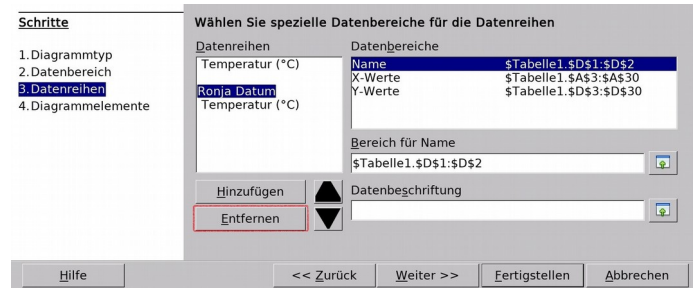 Schritte
1.Diagrammtyp
2.Datenbereich
3.Datenreihen
4.Diagrammelemente
Wählen Sie spezielle Datenbereiche für die Datenreihen
Datenreihen
Temperatur (°C)
Ronja Datum
Temperatur (°C)
Hinzufügen
Entfernen
Datenbereiche
Name $Tabelle1.$D$1:$D$2
X-Werte $Tabelle1.$A$3:$A$30
Y-Werte $Tabelle1.$D$3:$D$30
Bereich für Name
$Tabelle1.$D$1:$D$2
Datenbeschriftung
Hilfe
<< Zurück
Weiter >>
Fertigstellen
Abbrechen